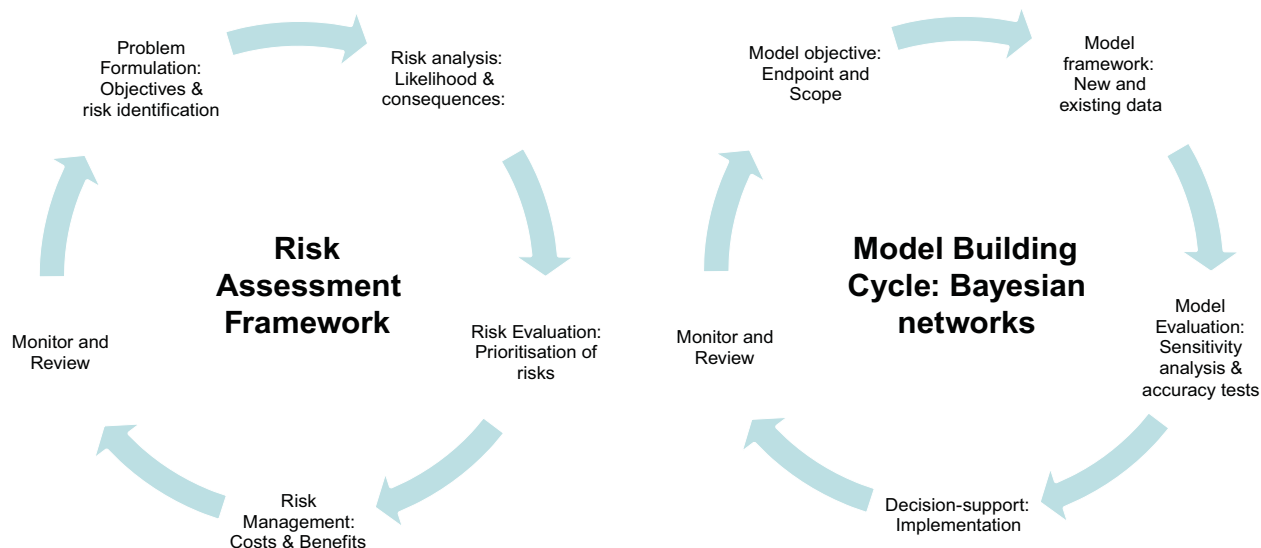 Problem
Formulation:
Objectives &
risk identification
Risk analysis:
Likelihood &
consequences:
Risk
Assessment
Framework
Risk Evaluation:
Prioritisation of
risks
Risk
Management:
Costs & Benefits
Monitor and
Review
Model objective:
Endpoint and
Scope
Model
framework:
New and
existing data
Model Building
Cycle: Bayesian
networks
Model
Evaluation:
Sensitivity
analysis &
accuracy tests
Decision-support:
Implementation
Monitor and
Review